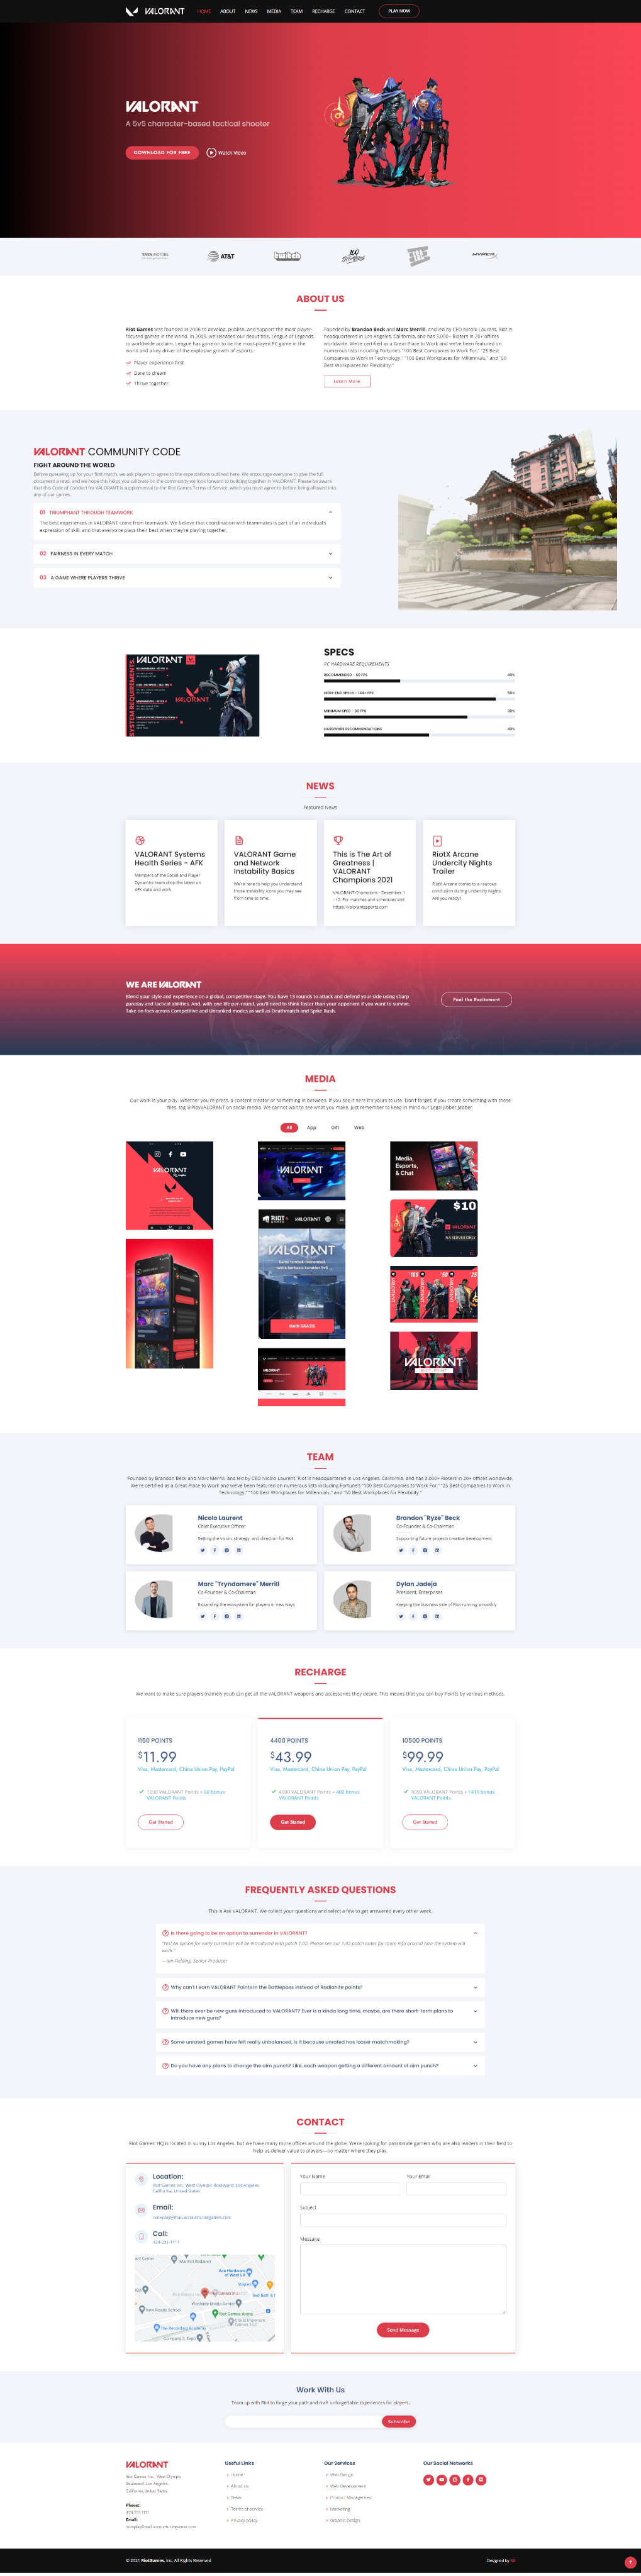 VALORANT HOME ABOUT NEWS MEDIA TEAM RECHARGE CONTACT PLAY NOW
VALORANT
A 5v5 character-based tactical shooter
DOWNLOAD FOR FREE Watch Video
AT&T twitch HYPERX
ABOUT US
Riot Games was founded in 2006 to develop, publish, and support the most player-
focused games in the world. In 2009, we released our debut title, League of Legends,
to worldwide acclaim. League has gone on to be the most-played PC game in the
world and a key driver of the explosive growth of esports.
Player experience first
Dare to dream
Thrive together
Founded by Brandon Beck and Marc Merrill, and led by CEO Nicolo Laurent, Riot is
headquartered in Los Angeles, California, and has 3,000+ Rioters in 20+ offices
worldwide. We're certified as a Great Place to Work and we've been featured on
numerous lists including Fortune's "100 Best Companies to Work For," "25 Best
Companies to Work in Technology," "100 Best Workplaces for Millennials," and "50
Best Workplaces for Flexibility."
Learn More
VALORANT COMMUNITY CODE
FIGHT AROUND THE WORLD
Before queueing up for your first match, we ask players to agree to the expectations outlined here. We encourage everyone to give the full
document a read, and we hope this helps you calibrate on the community we look forward to building together in VALORANT. Please be aware
that this Code of Conduct for VALORANT is supplemental to the Riot Games Terms of Service, which you must agree to before being allowed into
any of our games.
01 TRIUMPHANT THROUGH TEAMWORK
The best experiences in VALORANT come from teamwork. We believe that coordination with teammates is part of an individual's
expression of skill, and that everyone plays their best when they're playing together.
02 FAIRNESS IN EVERY MATCH
03 A GAME WHERE PLAYERS THRIVE
VALORANT
SYSTEM REQUIREMENTS
VALORANT
SPECS
PC HARDWARE REQUIREMENTS
RECOMMENDED - 60 FPS 40%
HIGH-END SPECS - 144+ FPS 90%
MINIMUM SPEC - 30 FPS 30%
HARDWARE RECOMMENDATIONS 40%
NEWS
Featured News
VALORANT Systems
Health Series - AFK
Members of the Social and Player
Dynamics team drop the latest on
AFK data and work.
VALORANT Game
and Network
Instability Basics
We're here to help you understand
those instability icons you may see
from time to time.
This is The Art of
Greatness |
VALORANT
Champions 2021
VALORANT Champions - December 1
- 12. For matches and schedules visit
https://valorantesports.com
RiotX Arcane
Undercity Nights
Trailer
RiotX Arcane comes to a raucous
conclusion during Undercity Nights.
Are you ready?
WE ARE VALORANT
Blend your style and experience on a global, competitive stage. You have 13 rounds to attack and defend your side using sharp
gunplay and tactical abilities. And, with one life per-round, you'll need to think faster than your opponent if you want to survive.
Take on foes across Competitive and Unranked modes as well as Deathmatch and Spike Rush.
Feel the Excitement
MEDIA
Our work is your play. Whether you're press, a content creator or something in between, if you see it here it's yours to use. Don't forget, if you create something with these
files, tag @PlayVALORANT on social media. We cannot wait to see what you make. Just remember to keep in mind our Legal Jibber Jabber.
All App Gift Web
VALORANT
VALORANT
RIOT GAMES VALORANT
VALORANT
MAIN GRATIS
Media,
Esports,
& Chat
$10
NA SERVER ONLY
VALORANT
TEAM
Founded by Brandon Beck and Marc Merrill, and led by CEO Nicolo Laurent, Riot is headquartered in Los Angeles, California, and has 3,000+ Rioters in 20+ offices worldwide.
We're certified as a Great Place to Work and we've been featured on numerous lists including Fortune's "100 Best Companies to Work For," "25 Best Companies to Work in
Technology," "100 Best Workplaces for Millennials," and "50 Best Workplaces for Flexibility."
Nicolo Laurent
Chief Executive Officer
Setting the vision, strategy, and direction for Riot
Brandon "Ryze" Beck
Co-Founder & Co-Chairman
Supporting future projects creative development
Marc "Tryndamere" Merrill
Co-Founder & Co-Chairman
Expanding the ecosystem for players in new ways
Dylan Jadeja
President, Enterprises
Keeping the business side of Riot running smoothly
RECHARGE
We want to make sure players (namely you!) can get all the VALORANT weapons and accessories they desire. This means that you can buy Points by various methods.
1150 POINTS
$11.99
Visa, Mastercard, China Union Pay, PayPal
1090 VALORANT Points + 60 bonus
VALORANT Points
Get Started
4400 POINTS
$43.99
Visa, Mastercard, China Union Pay, PayPal
4000 VALORANT Points + 400 bonus
VALORANT Points
Get Started
10500 POINTS
$99.99
Visa, Mastercard, China Union Pay, PayPal
9090 VALORANT Points + 1410 bonus
VALORANT Points
Get Started
FREQUENTLY ASKED QUESTIONS
This is Ask VALORANT. We collect your questions and select a few to get answered every other week.
Is there going to be an option to surrender in VALORANT?
"Yes! An option for early surrender will be introduced with patch 1.02. Please see our 1.02 patch notes for more info around how the system will
work."
—Ian Dalding, Senior Producer
Why can't I earn VALORANT Points in the Battlepass instead of Radianite points?
Will there ever be new guns introduced to VALORANT? Ever is a kinda long time, maybe, are there short-term plans to
introduce new guns?
Some unrated games have felt really unbalanced, is it because unrated has looser matchmaking?
Do you have any plans to change the aim punch? Like, each weapon getting a different amount of aim punch?
CONTACT
Riot Games' HQ is located in sunny Los Angeles, but we have many more offices around the globe. We're looking for passionate gamers who are also leaders in their field to
help us deliver value to players—no matter where they play.
Location:
Riot Games Inc., West Olympic Boulevard, Los Angeles,
California, United States
Email:
noreplay@mail.accounts.riotgames.com
Call:
424.231.1111
Your Name Your Email
Subject
Message
Send Message
Work With Us
Team up with Riot to forge your path and craft unforgettable experiences for players.
Subscribe
VALORANT
Riot Games Inc., West Olympic
Boulevard, Los Angeles,
California, United States
Phone:
424.231.1111
Email:
noreplay@mail.accounts.riotgames.com
Useful Links
Home
About us
News
Terms of service
Privacy policy
Our Services
Web Design
Web Development
Product Management
Marketing
Graphic Design
Our Social Networks
© 2021 RiotGames. Inc. All Rights Reserved Designed by